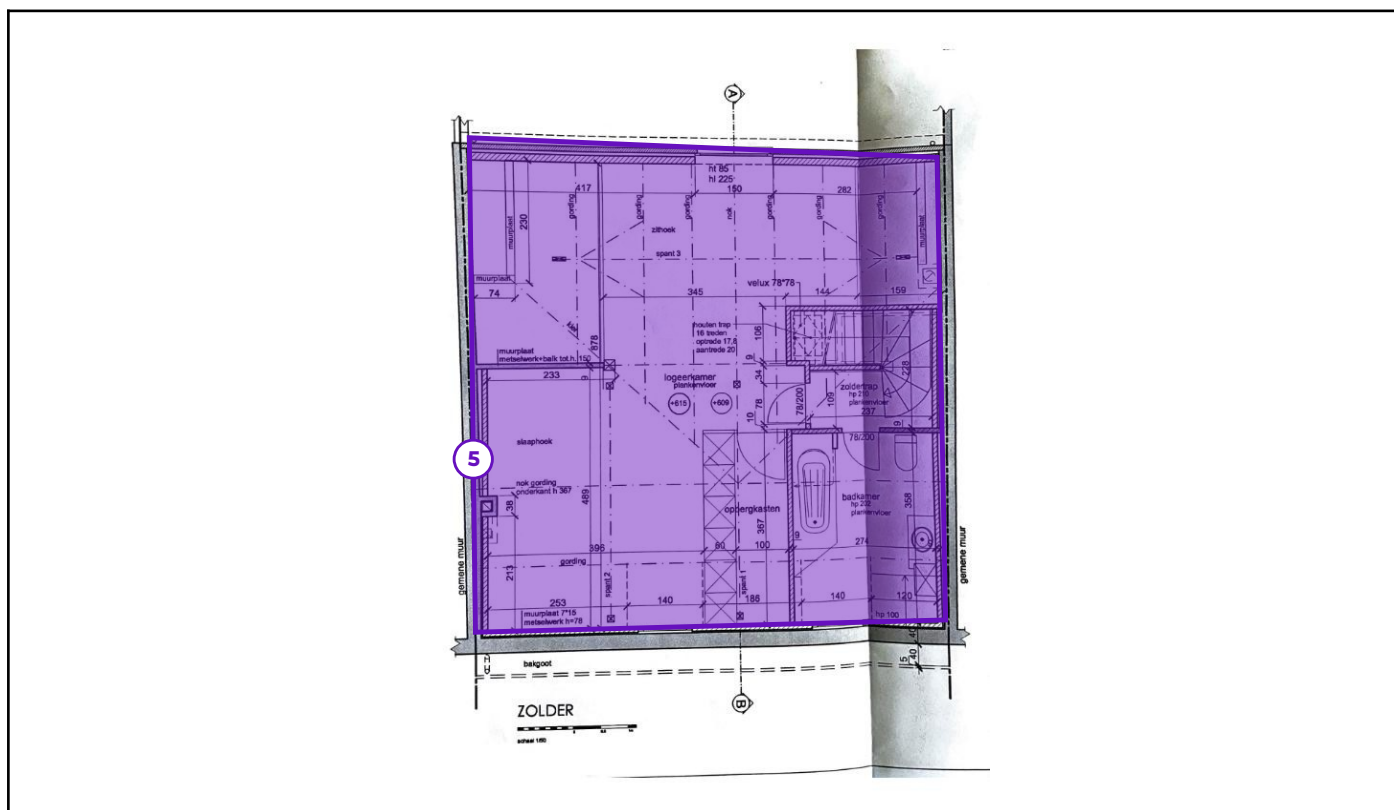 A
ht 85
hl 225
417
150
282
gording
gording
gording
nok
gording
gording
230
muurplaat
muurplaat
zithoek
spant 3
muurplaat
velux 78*78
74
345
144
159
kiel
houten trap
16 treden
optrede 17,8
aantrede 20
106
878
muurplaat
metselwerk+balk tot.h. 150
9
228
233
9
34
logeerkamer
plankenvloer
zoldertrap
hp 210
plankenvloer
109
78/200
+615
+609
78
237
10
9
78/200
slaaphoek
5
nok gording
onderkant h 367
badkamer
hp 202
plankenvloer
358
38
489
opbergkasten
367
gemene muur
gemene muur
396
60
100
274
gording
213
spant 2
spant 1
253
140
186
140
120
muurplaat 7*15
metselwerk h=78
hp 100
40
40
5
bakgoot
B
ZOLDER
schaal 1/50